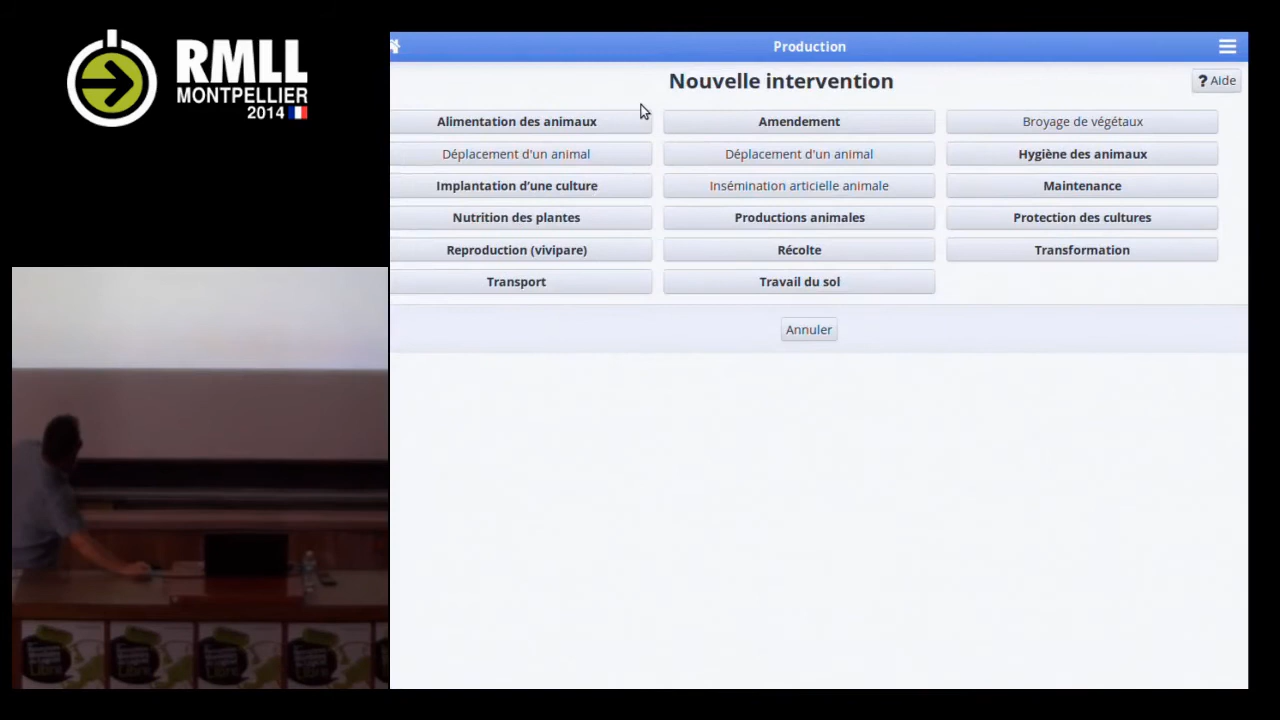 RMLL
MONTPELLIER
2014
Production
Nouvelle intervention
? Aide
Alimentation des animaux
Amendement
Broyage de végétaux
Déplacement d'un animal
Déplacement d'un animal
Hygiène des animaux
Implantation d’une culture
Insémination articielle animale
Maintenance
Nutrition des plantes
Productions animales
Protection des cultures
Reproduction (vivipare)
Récolte
Transformation
Transport
Travail du sol
Annuler